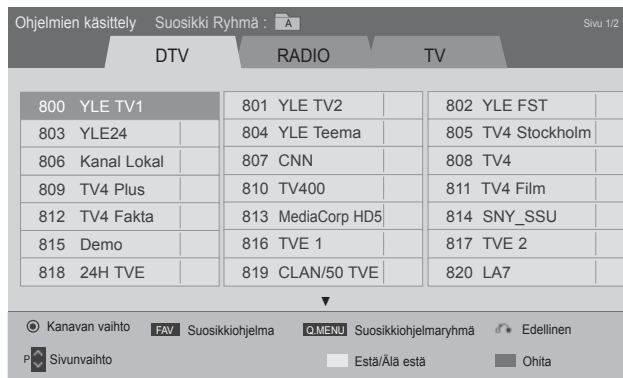 Ohjelmien käsittely Suosikki Ryhmä : A Sivu 1/2
DTV RADIO TV
800 YLE TV1 801 YLE TV2 802 YLE FST
803 YLE24 804 YLE Teema 805 TV4 Stockholm
806 Kanal Lokal 807 CNN 808 TV4
809 TV4 Plus 810 TV400 811 TV4 Film
812 TV4 Fakta 813 MediaCorp HD5 814 SNY_SSU
815 Demo 816 TVE 1 817 TVE 2
818 24H TVE 819 CLAN/50 TVE 820 LA7
Kanavan vaihto FAV Suosikkiohjelma Q.MENU Suosikkiohjelmaryhmä Edellinen
P Sivunvaihto Estä/Älä estä Ohita